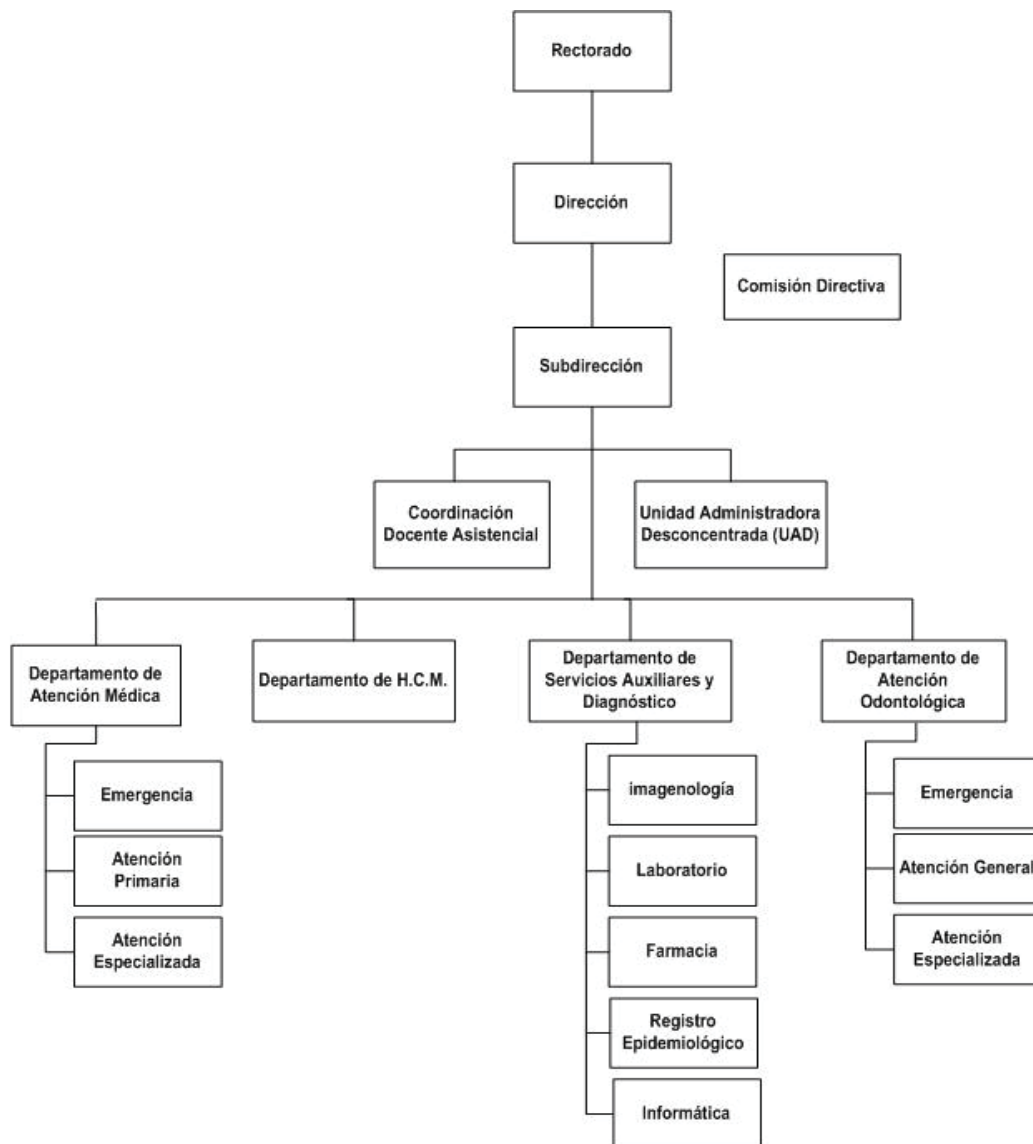 Rectorado
Dirección
Comisión Directiva
Subdirección
Coordinación
Docente Asistencial
Unidad Administradora
Desconcentrada (UAD)
Departamento de
Atención Médica
Departamento de H.C.M.
Departamento de
Servicios Auxiliares y
Diagnóstico
Departamento de
Atención
Odontológica
Emergencia
Atención
Primaria
Atención
Especializada
imagenología
Laboratorio
Farmacia
Registro
Epidemiológico
Informática
Emergencia
Atención General
Atención
Especializada